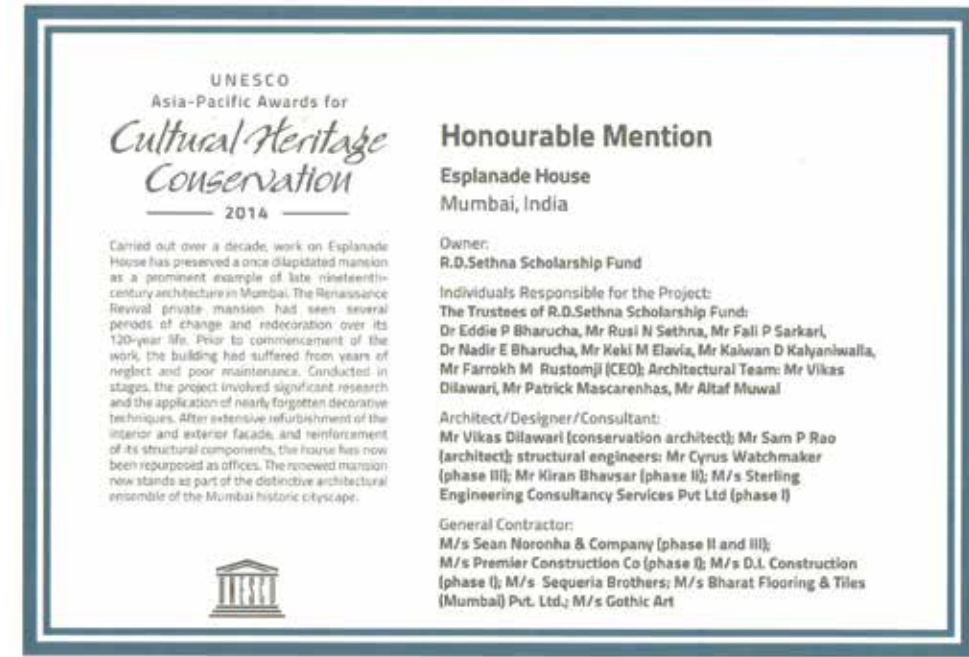 UNESCO
Asia-Pacific Awards for
Cultural Heritage
Conservation
2014
Carried out over a decade, work on Esplanade
House has preserved a once dilapidated mansion
as a prominent example of late nineteenth-
century architecture in Mumbai. The Renaissance
Revival private mansion had seen several
periods of change and redecoration over its
120-year life. Prior to commencement of the
work, the building had suffered from years of
neglect and poor maintenance. Conducted in
stages, the project involved significant research
and the application of nearly forgotten decorative
techniques. After extensive refurbishment of the
interior and exterior facade, and reinforcement
of its structural components, the house has now
been repurposed as offices. The renewed mansion
now stands as part of the distinctive architectural
ensemble of the Mumbai historic cityscape.
UNESCO
Honourable Mention
Esplanade House
Mumbai, India
Owner:
R.D.Sethna Scholarship Fund
Individuals Responsible for the Project:
The Trustees of R.D.Sethna Scholarship Fund:
Dr Eddie P Bharucha, Mr Rusi N Sethna, Mr Fali P Sarkari,
Dr Nadir E Bharucha, Mr Keki M Elavia, Mr Kaiwan D Kalyaniwalla,
Mr Farrokh M Rustomji (CEO); Architectural Team: Mr Vikas
Dilawari, Mr Patrick Mascarenhas, Mr Altaf Muwal
Architect/Designer/Consultant:
Mr Vikas Dilawari (conservation architect); Mr Sam P Rao
(architect); structural engineers: Mr Cyrus Watchmaker
(phase III); Mr Kiran Bhavsar (phase II); M/s Sterling
Engineering Consultancy Services Pvt Ltd (phase I)
General Contractor:
M/s Sean Noronha & Company (phase II and III);
M/s Premier Construction Co (phase I); M/s D.I. Construction
(phase I); M/s Sequeria Brothers; M/s Bharat Flooring & Tiles
(Mumbai) Pvt. Ltd.; M/s Gothic Art